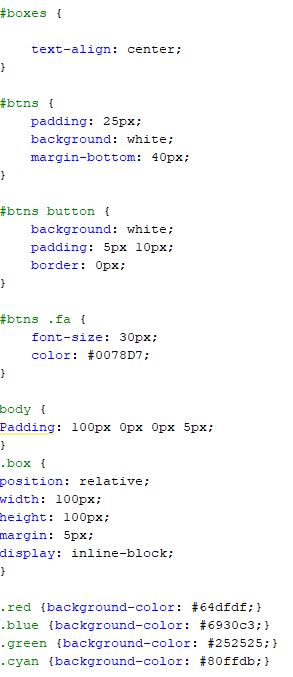 #boxes {
text-align: center;
}
#btns {
padding: 25px;
background: white;
margin-bottom: 40px;
}
#btns button {
background: white;
padding: 5px 10px;
border: 0px;
}
#btns .fa {
font-size: 30px;
color: #0078D7;
}
body {
Padding: 100px 0px 0px 5px;
}
.box {
position: relative;
width: 100px;
height: 100px;
margin: 5px;
display: inline-block;
}
.red {background-color: #64dfdf;}
.blue {background-color: #6930c3;}
.green {background-color: #252525;}
.cyan {background-color: #80ffdb;}